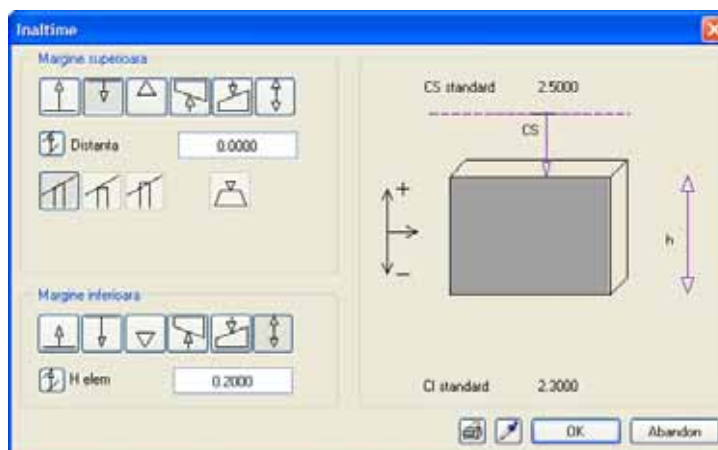 Inaltime
Margine superioara
Distanta 0.0000
Margine inferioara
H elem 0.2000
CS standard 2.5000
CS
+
−
h
CI standard 2.3000
OK Abandon